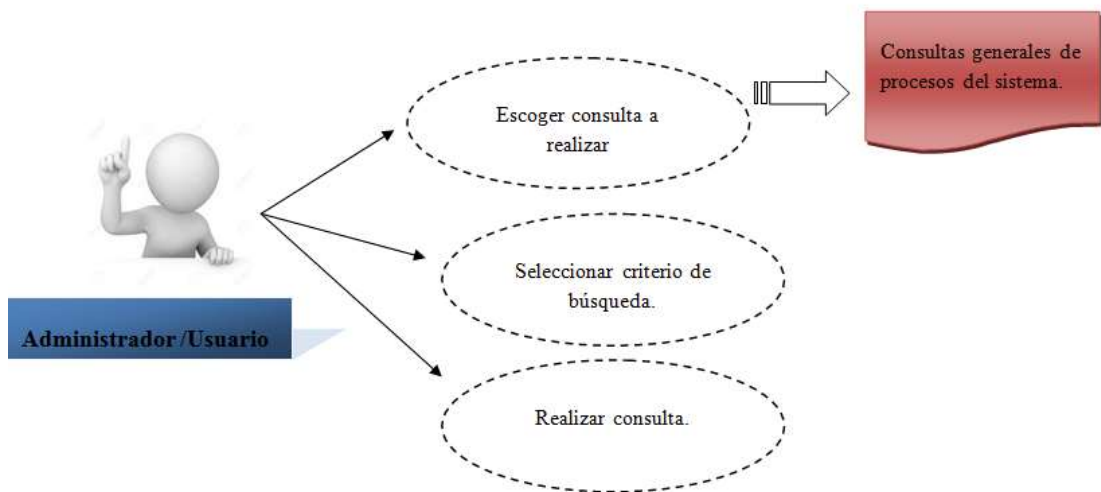 Consultas generales de
procesos del sistema.
Escoger consulta a
realizar
Seleccionar criterio de
búsqueda.
Administrador /Usuario
Realizar consulta.